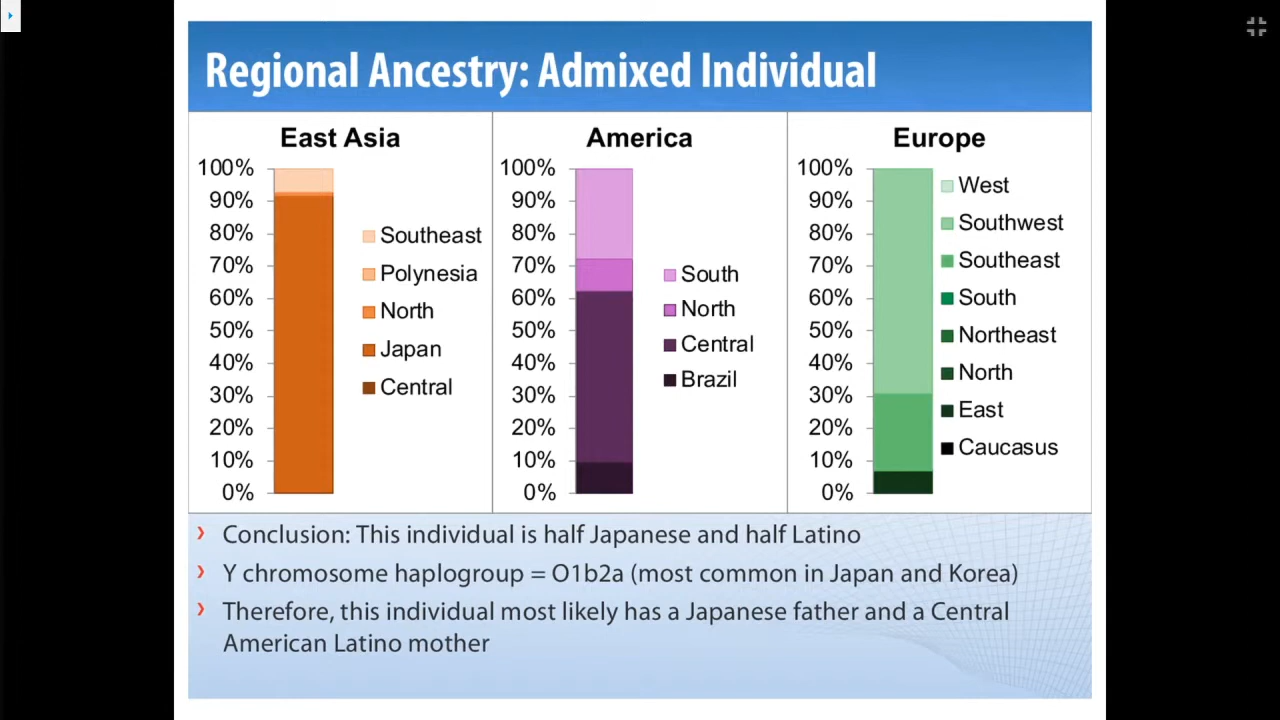 Regional Ancestry: Admixed Individual
East Asia
100%
90%
80%
70%
60%
50%
40%
30%
20%
10%
0%
Southeast
Polynesia
North
Japan
Central
America
100%
90%
80%
70%
60%
50%
40%
30%
20%
10%
0%
South
North
Central
Brazil
Europe
100%
90%
80%
70%
60%
50%
40%
30%
20%
10%
0%
West
Southwest
Southeast
South
Northeast
North
East
Caucasus
› Conclusion: This individual is half Japanese and half Latino
› Y chromosome haplogroup = O1b2a (most common in Japan and Korea)
› Therefore, this individual most likely has a Japanese father and a Central
American Latino mother